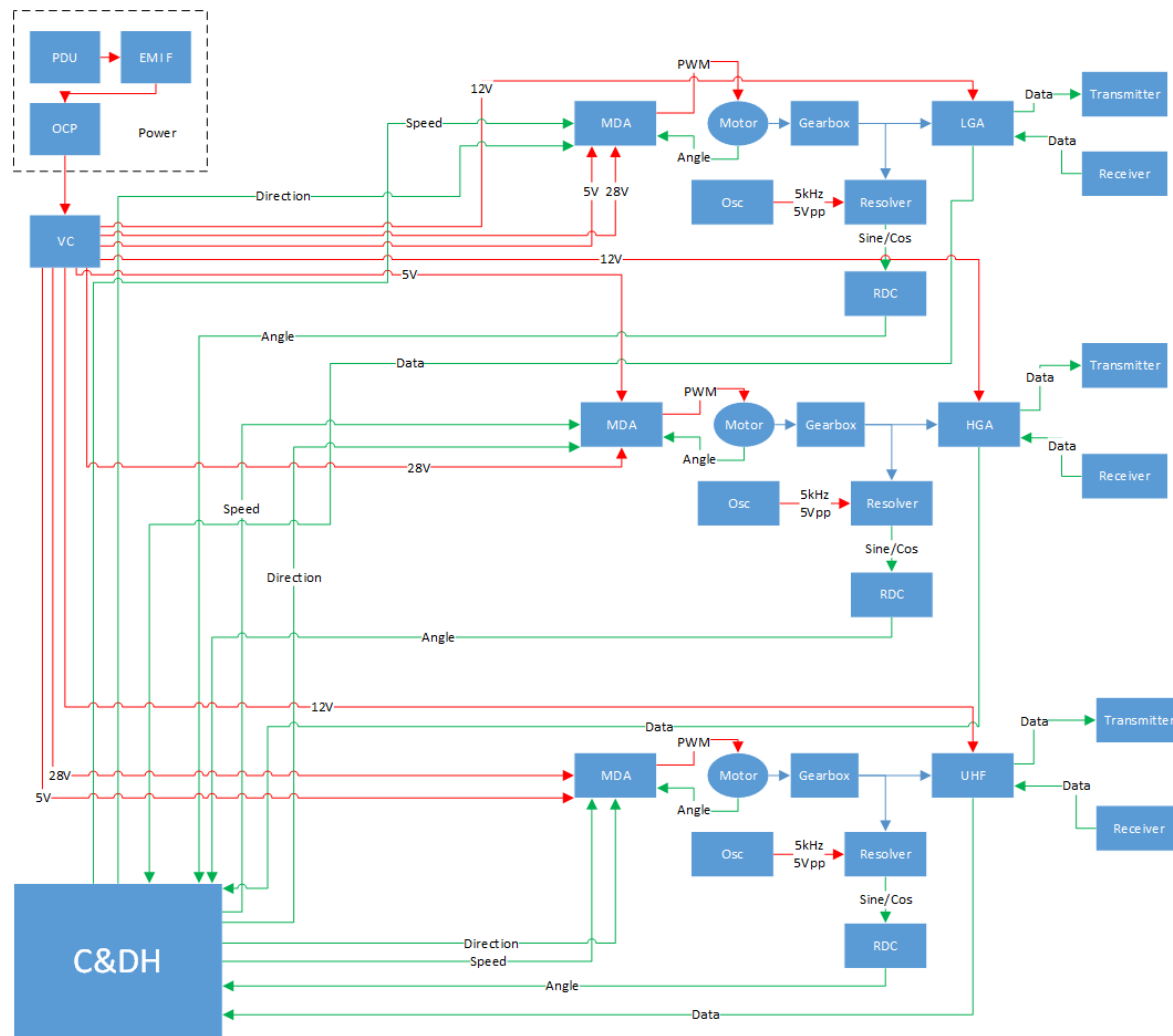 PDU
EMIF
OCP
Power
VC
12V
PWM
Speed
MDA
Motor
Gearbox
LGA
Data
Transmitter
Data
Receiver
Angle
Direction
5V
28V
Osc
5kHz
5Vpp
Resolver
Sine/Cos
RDC
12V
5V
Angle
Data
PWM
MDA
Motor
Gearbox
HGA
Data
Transmitter
Data
Receiver
Angle
28V
Speed
Osc
5kHz
5Vpp
Resolver
Sine/Cos
Direction
RDC
Angle
12V
Data
PWM
28V
5V
MDA
Motor
Gearbox
UHF
Data
Transmitter
Data
Receiver
Angle
Osc
5kHz
5Vpp
Resolver
Sine/Cos
RDC
C&DH
Direction
Speed
Angle
Data